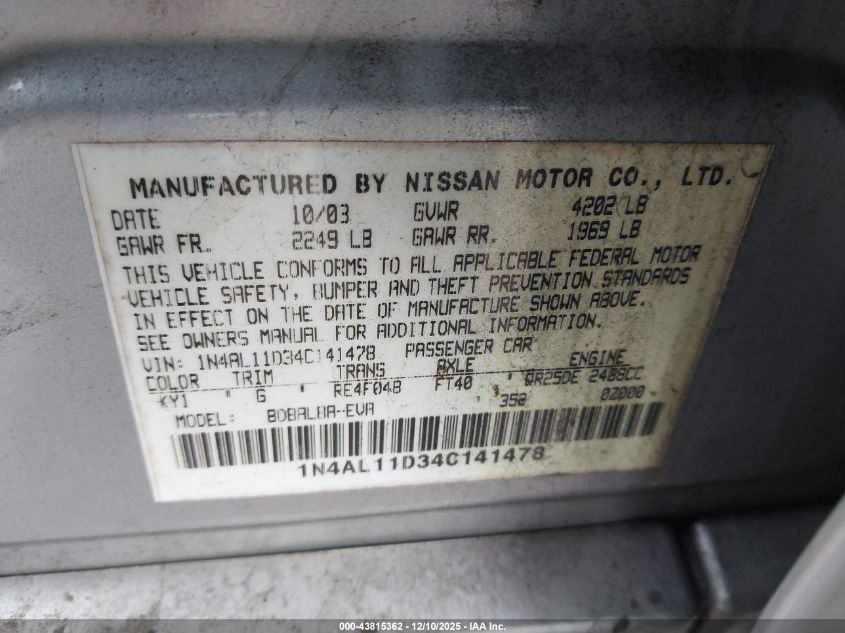 MANUFACTURED BY NISSAN MOTOR CO., LTD.
DATE 10/03 GVWR 4202 LB
GAWR FR. 2249 LB GAWR RR. 1969 LB
THIS VEHICLE CONFORMS TO ALL APPLICABLE FEDERAL MOTOR
VEHICLE SAFETY, BUMPER AND THEFT PREVENTION STANDARDS
IN EFFECT ON THE DATE OF MANUFACTURE SHOWN ABOVE.
SEE OWNERS MANUAL FOR ADDITIONAL INFORMATION.
VIN: 1N4AL11D34C141478 PASSENGER CAR
COLOR TRIM TRANS AXLE ENGINE
KY1 G RE4F04B FT40 QR25DE 2488CC
MODEL: BDBALBA-EVA 358 02000
1N4AL11D34C141478
000-43815362 — 12/10/2025 — IAA Inc.